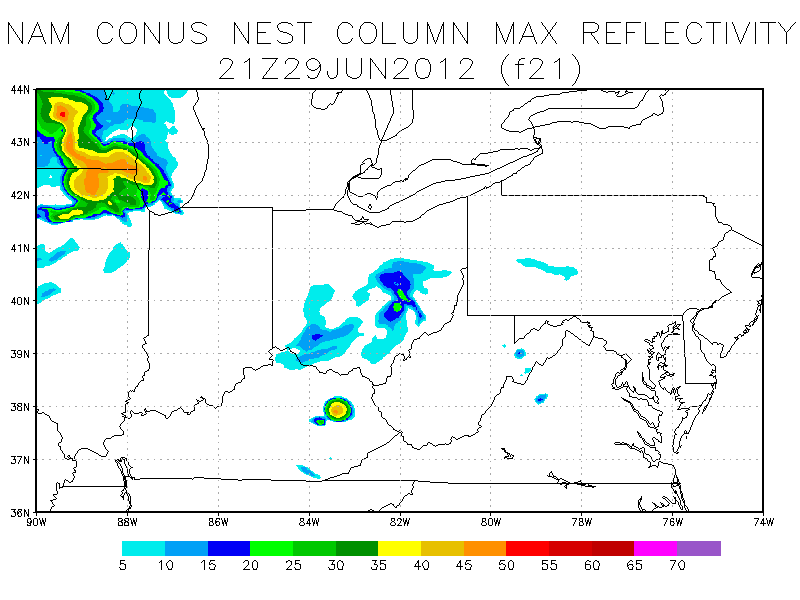 NAM CONUS NEST COLUMN MAX REFLECTIVITY
21Z29JUN2012 (f21)
44N
43N
42N
41N
40N
39N
38N
37N
36N
90W 88W 86W 84W 82W 80W 78W 76W 74W
5 10 15 20 25 30 35 40 45 50 55 60 65 70